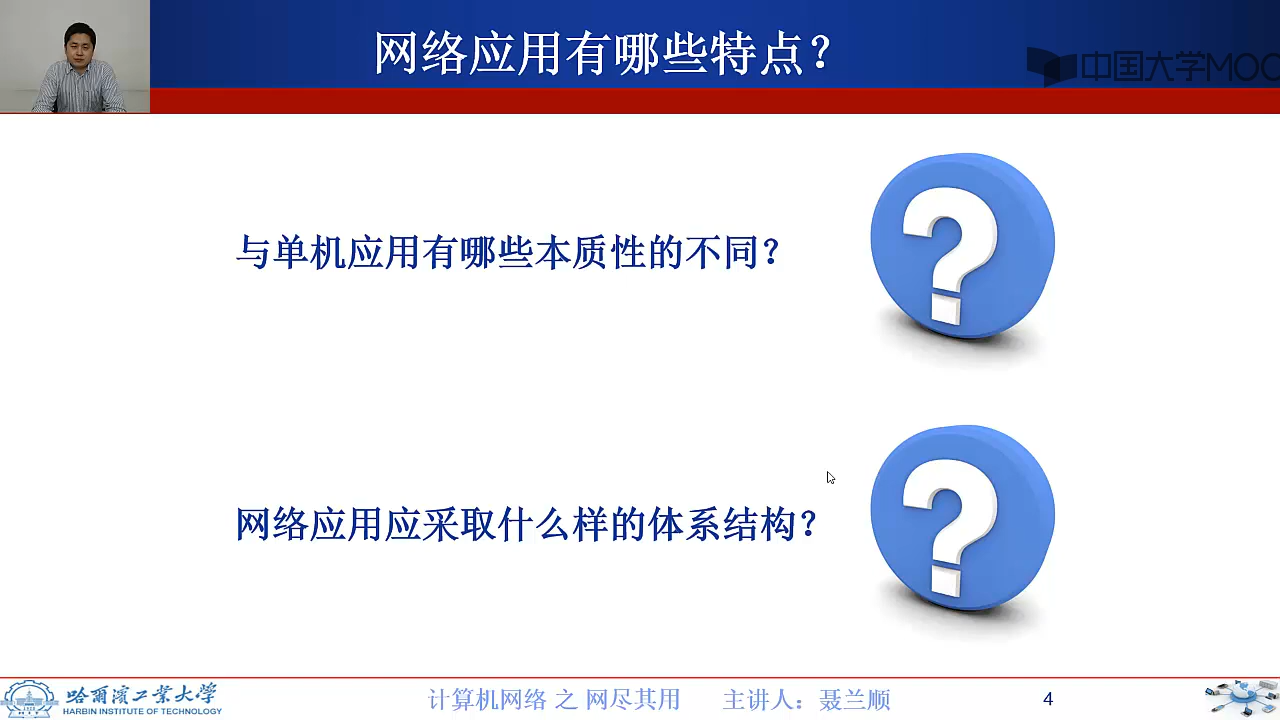 网络应用有哪些特点？
中国大学MOO
与单机应用有哪些本质性的不同？
网络应用应采取什么样的体系结构？
哈爾濱工業大學
HARBIN INSTITUTE OF TECHNOLOGY
计算机网络 之 网尽其用 主讲人：聂兰顺
4